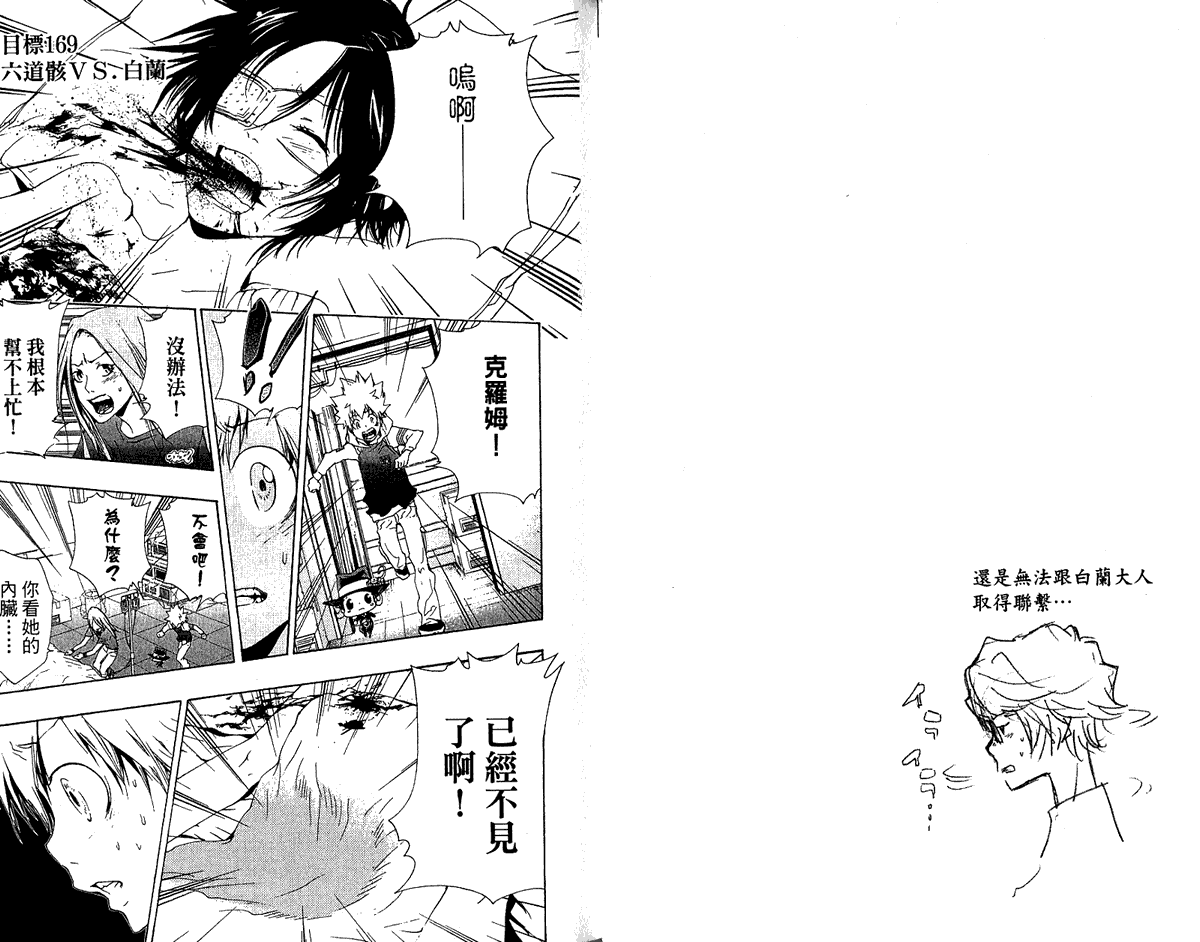 還是無法跟白蘭大人
取得聯繫…
イロ
イロ…
目標169
六道骸VS.白蘭
嗚啊——
克羅姆！
！！
沒辦法！
我根本
幫不上忙！
不會吧！
為什麼？
你看她的
內臟……
已經不見
了啊！